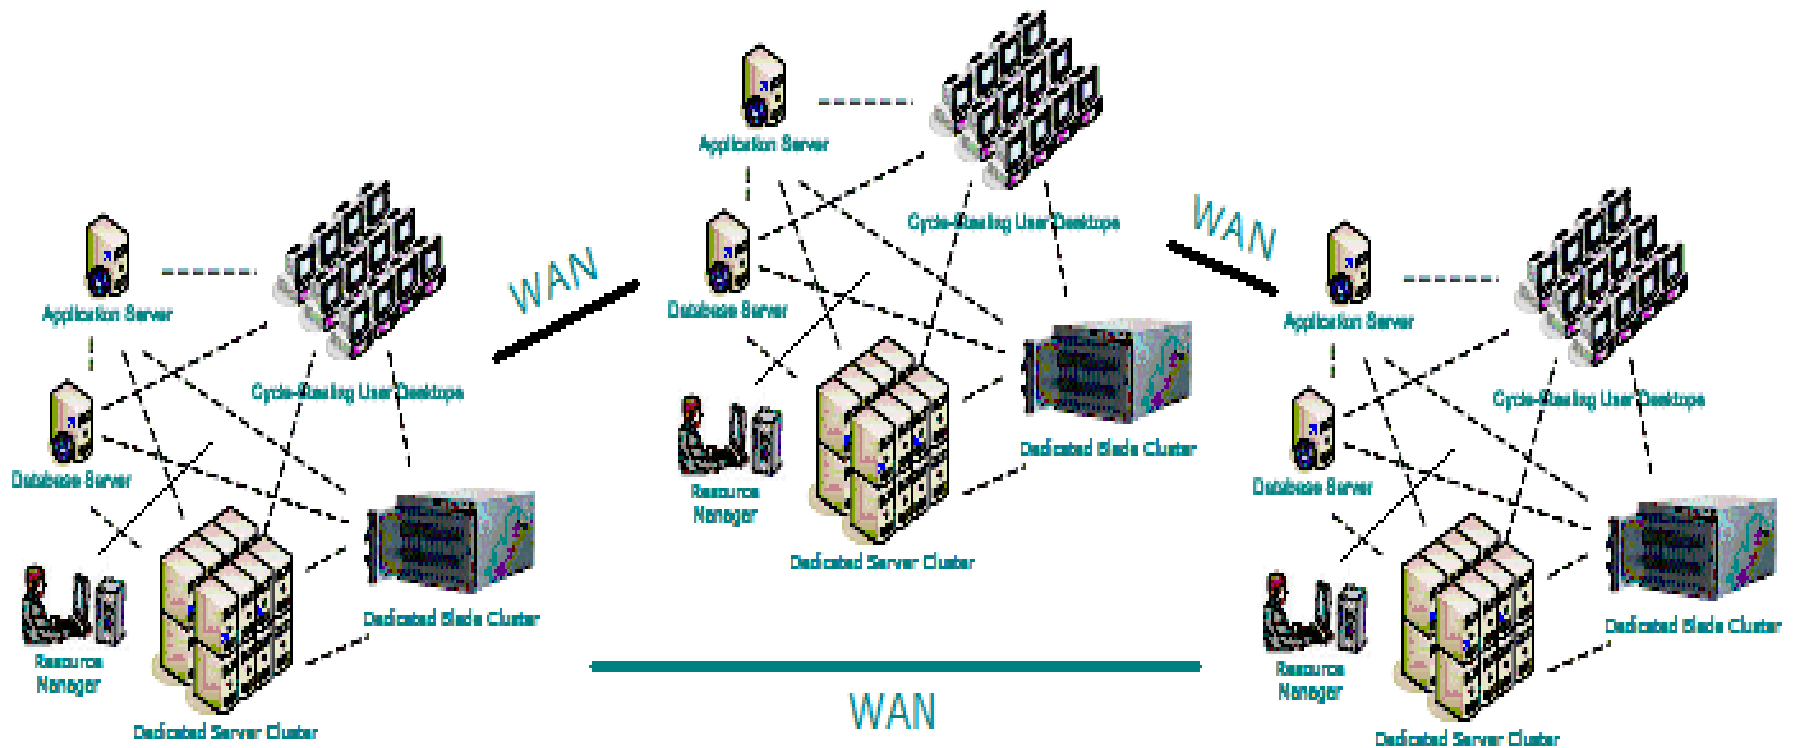 Application Server
Cycle-Stealing User Desktops
Database Server
Resource
Manager
Dedicated Blade Cluster
Dedicated Server Cluster
WAN
Application Server
Cycle-Stealing User Desktops
Database Server
Resource
Manager
Dedicated Blade Cluster
Dedicated Server Cluster
WAN
WAN
Application Server
Cycle-Stealing User Desktops
Database Server
Resource
Manager
Dedicated Blade Cluster
Dedicated Server Cluster